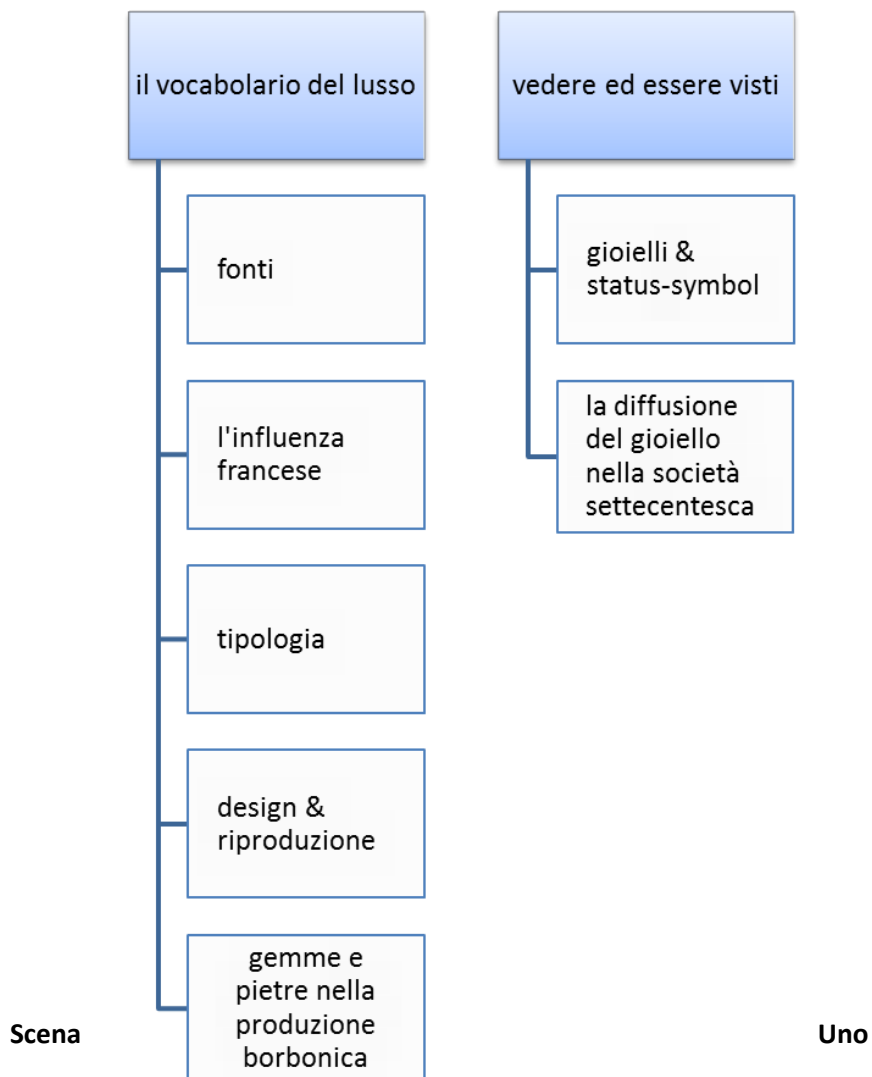 il vocabolario del lusso
fonti
l'influenza
francese
tipologia
design &
riproduzione
gemme e
pietre nella
produzione
borbonica
vedere ed essere visti
gioielli &
status-symbol
la diffusione
del gioiello
nella società
settecentesca
Scena Uno